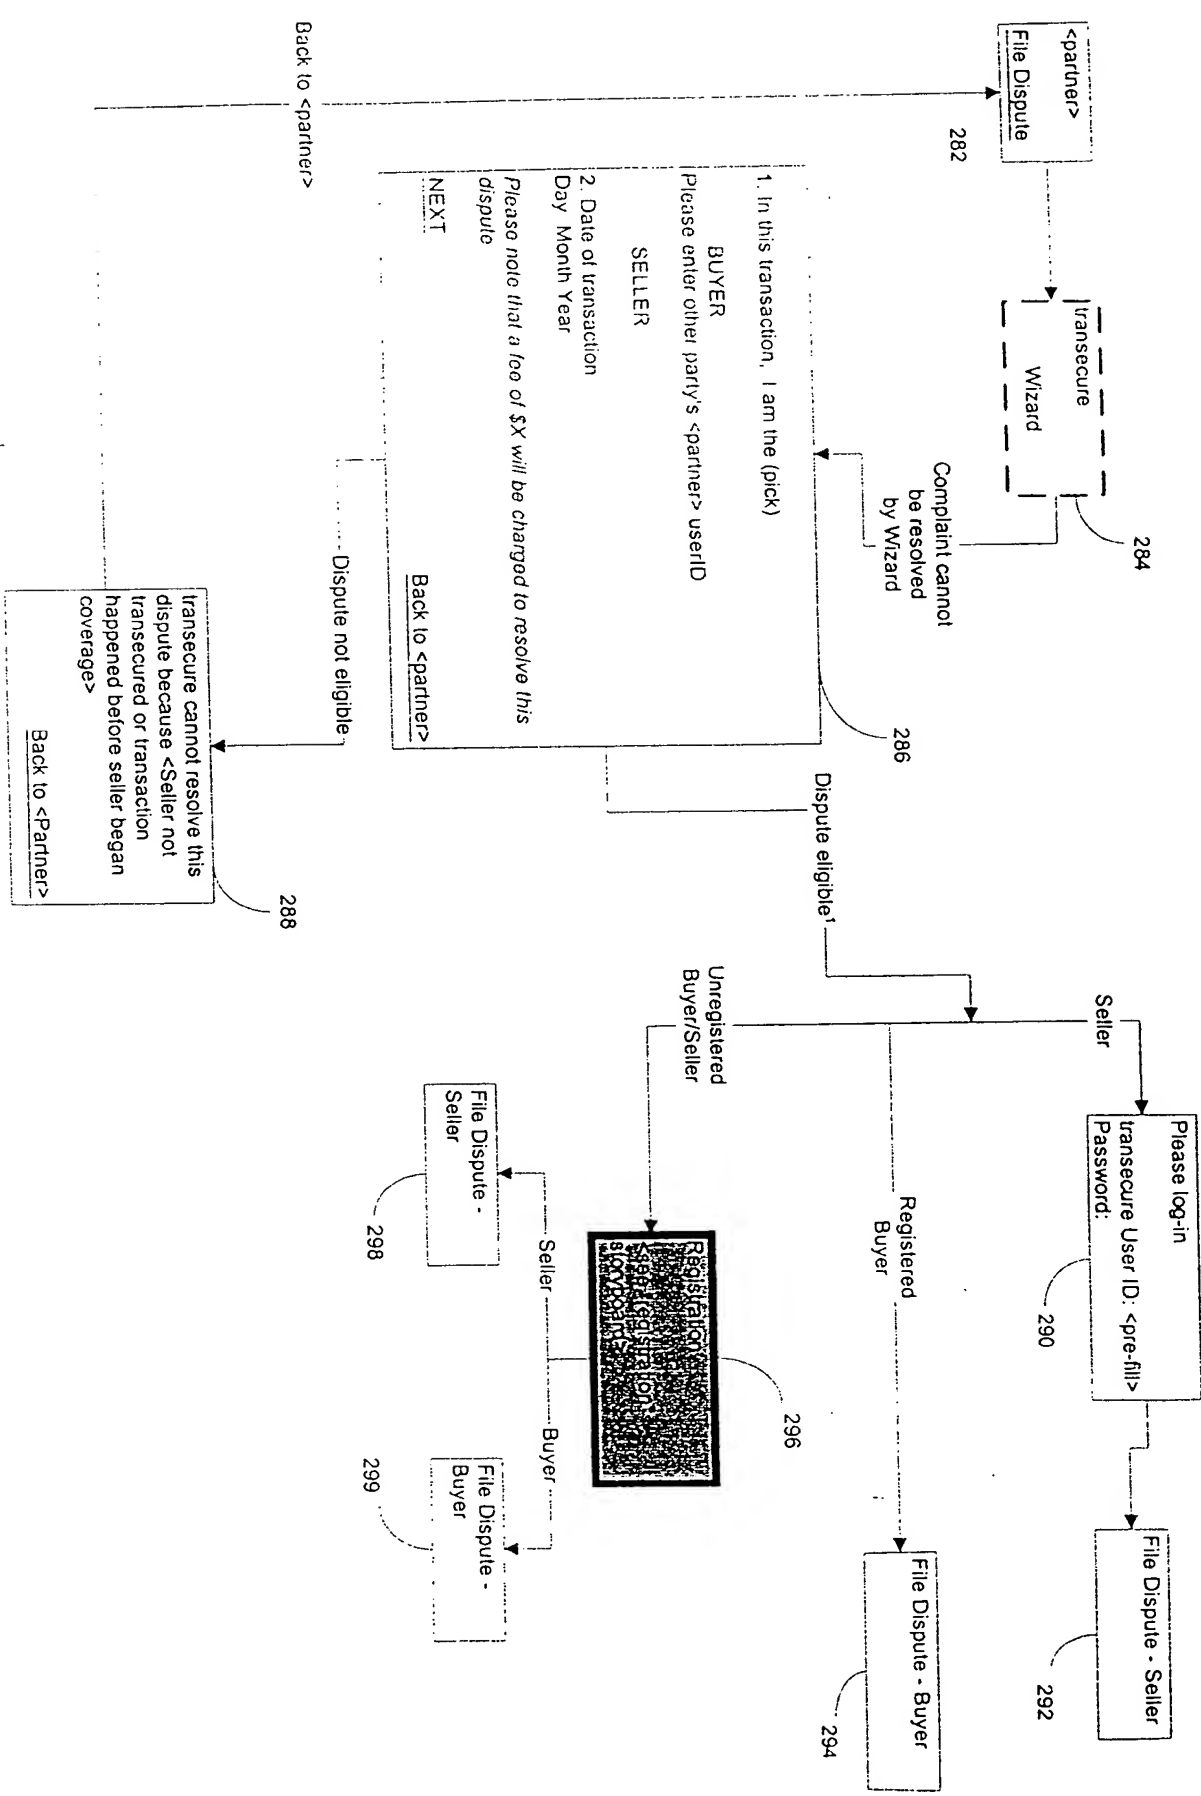 <partner>
File Dispute
282
transecure
Wizard
284
Complaint cannot
be resolved
by Wizard
1. In this transaction, I am the (pick)
BUYER
Please enter other party's <partner> userID
SELLER
2. Date of transaction
Day Month Year
Please note that a fee of $X will be charged to resolve this
dispute
NEXT
Back to <partner>
286
Back to <partner>
Dispute not eligible
transecure cannot resolve this
dispute because <Seller not
transecured or transaction
happened before seller began
coverage>
Back to <Partner>
288
Dispute eligible¹
Seller
Please log-in
transecure User ID: <pre-fill>
Password:
290
File Dispute - Seller
292
Registered
Buyer
File Dispute - Buyer
294
Unregistered
Buyer/Seller
Registration
<see registration
storyboards>
296
Seller
File Dispute -
Seller
298
Buyer
File Dispute -
Buyer
299